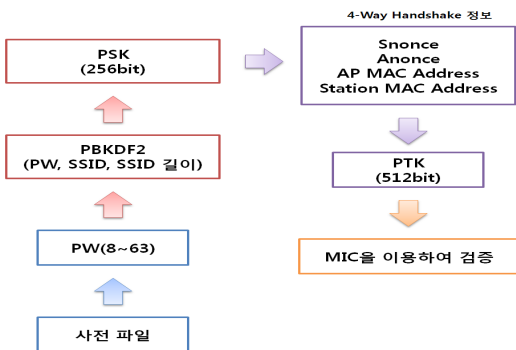 4-Way Handshake 정보
PSK
(256bit)
Snonce
Anonce
AP MAC Address
Station MAC Address
PBKDF2
(PW, SSID, SSID 길이)
PTK
(512bit)
PW(8~63)
MIC을 이용하여 검증
사전 파일